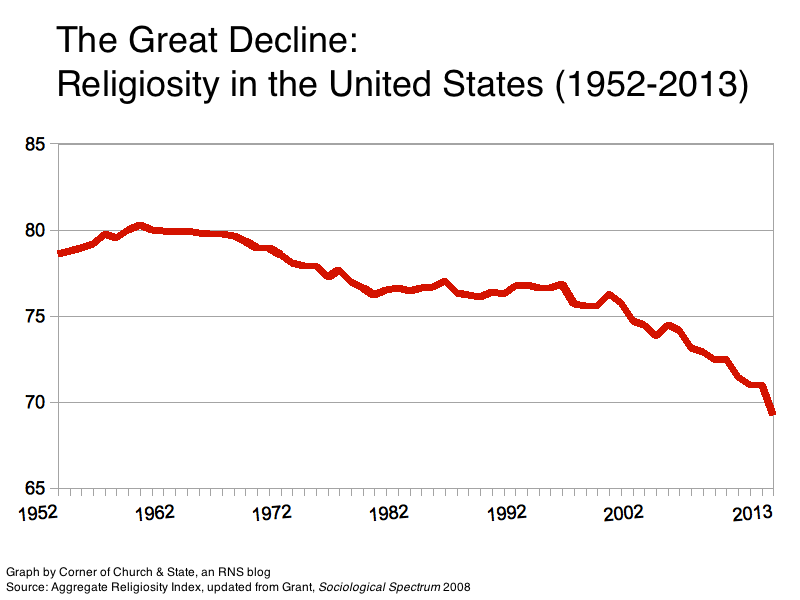 The Great Decline:
Religiosity in the United States (1952-2013)
85
80
75
70
65
1952 1962 1972 1982 1992 2002 2013
Graph by Corner of Church & State, an RNS blog
Source: Aggregate Religiosity Index, updated from Grant, Sociological Spectrum 2008